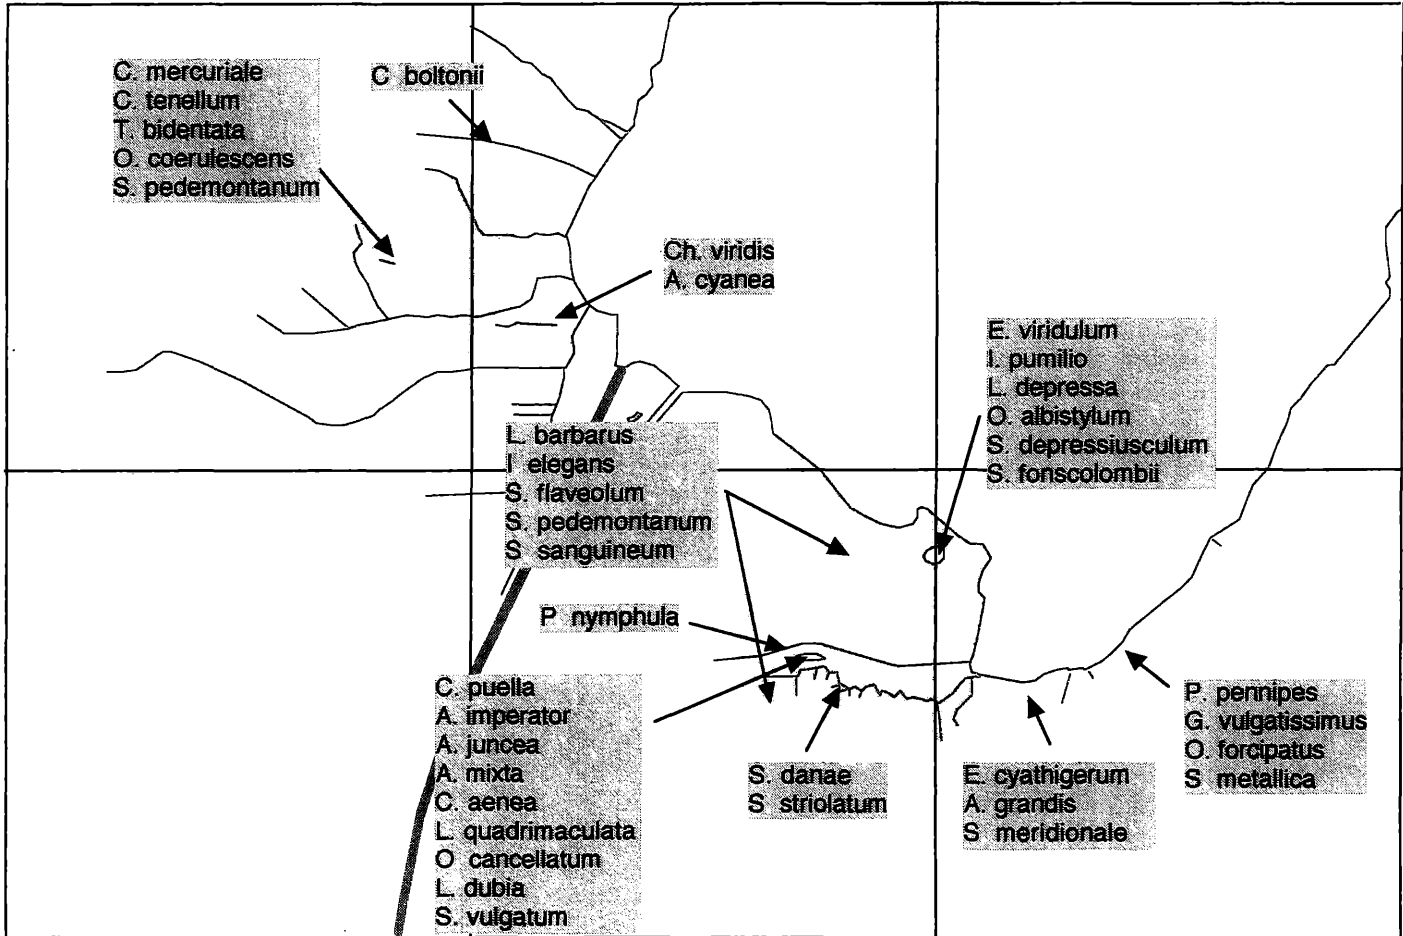 C. mercuriale
C. tenellum
T. bidentata
O. coerulescens
S. pedemontanum
C boltonii
Ch. viridis
A. cyanea
E. viridulum
I. pumilio
L. depressa
O. albistylum
S. depressiusculum
S. fonscolombii
L. barbarus
I elegans
S. flaveolum
S. pedemontanum
S sanguineum
P nymphula
C. puella
A. imperator
A. juncea
A. mixta
C. aenea
L. quadrimaculata
O cancellatum
L. dubia
S. vulgatum
S. danae
S striolatum
E. cyathigerum
A. grandis
S meridionale
P. pennipes
G. vulgatissimus
O. forcipatus
S metallica